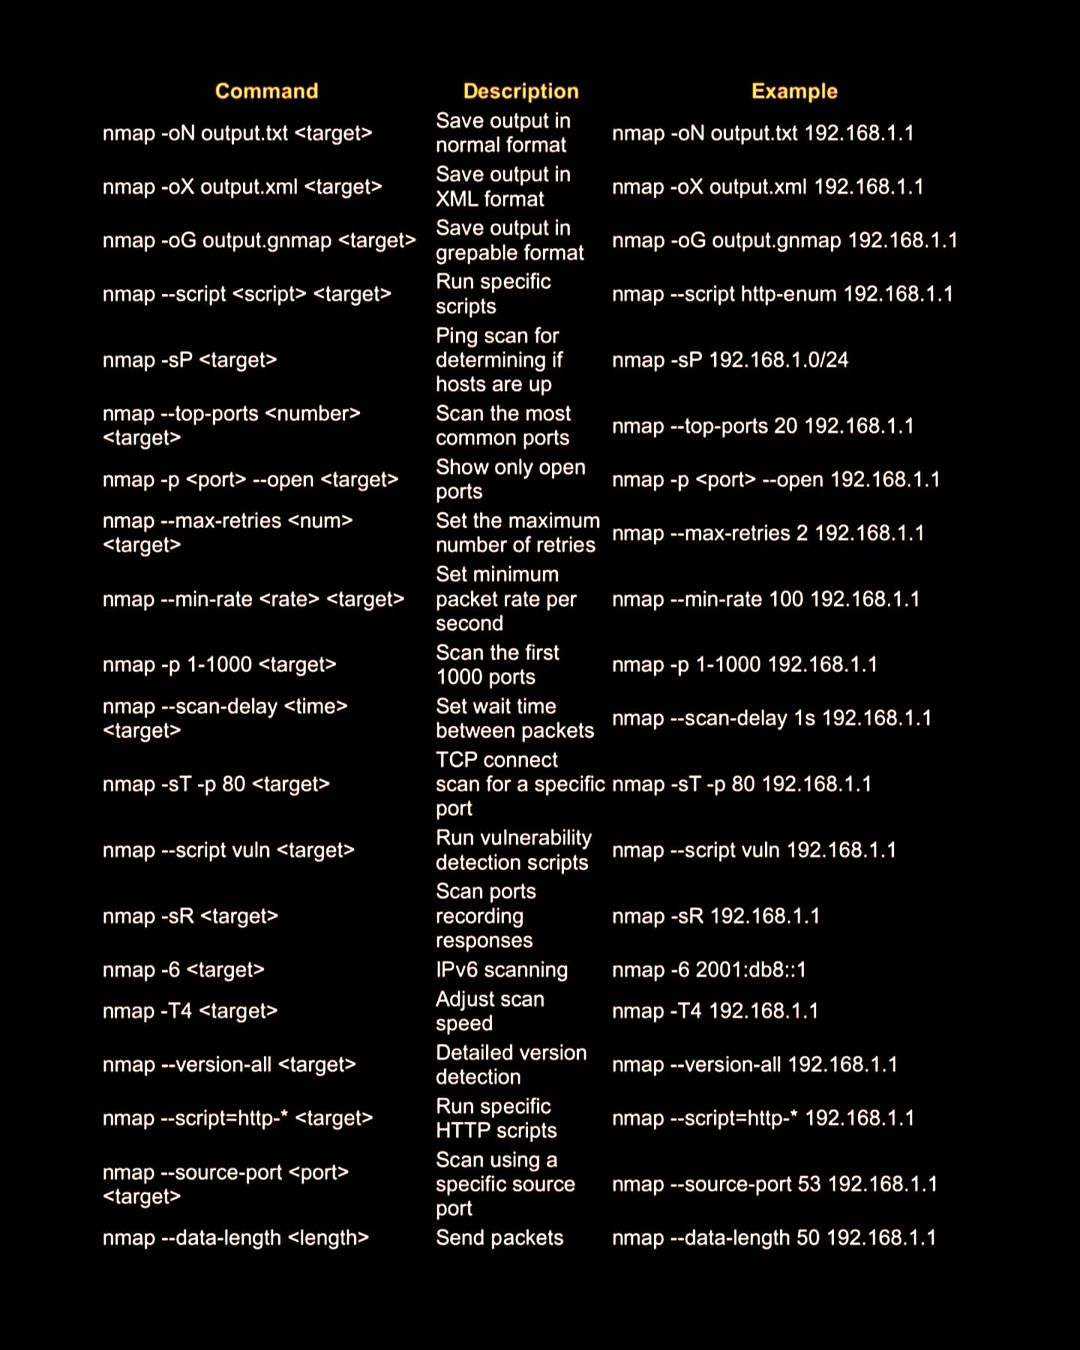 Command Description Example
nmap -oN output.txt <target>
Save output in
normal format
nmap -oN output.txt 192.168.1.1
nmap -oX output.xml <target>
Save output in
XML format
nmap -oX output.xml 192.168.1.1
nmap -oG output.gnmap <target>
Save output in
grepable format
nmap -oG output.gnmap 192.168.1.1
nmap --script <script> <target>
Run specific
scripts
nmap --script http-enum 192.168.1.1
nmap -sP <target>
Ping scan for
determining if
hosts are up
nmap -sP 192.168.1.0/24
nmap --top-ports <number>
<target>
Scan the most
common ports
nmap --top-ports 20 192.168.1.1
nmap -p <port> --open <target>
Show only open
ports
nmap -p <port> --open 192.168.1.1
nmap --max-retries <num>
<target>
Set the maximum
number of retries
nmap --max-retries 2 192.168.1.1
nmap --min-rate <rate> <target>
Set minimum
packet rate per
second
nmap --min-rate 100 192.168.1.1
nmap -p 1-1000 <target>
Scan the first
1000 ports
nmap -p 1-1000 192.168.1.1
nmap --scan-delay <time>
<target>
Set wait time
between packets
nmap --scan-delay 1s 192.168.1.1
nmap -sT -p 80 <target>
TCP connect
scan for a specific
port
nmap -sT -p 80 192.168.1.1
nmap --script vuln <target>
Run vulnerability
detection scripts
nmap --script vuln 192.168.1.1
nmap -sR <target>
Scan ports
recording
responses
nmap -sR 192.168.1.1
nmap -6 <target>
IPv6 scanning
nmap -6 2001:db8::1
nmap -T4 <target>
Adjust scan
speed
nmap -T4 192.168.1.1
nmap --version-all <target>
Detailed version
detection
nmap --version-all 192.168.1.1
nmap --script=http-* <target>
Run specific
HTTP scripts
nmap --script=http-* 192.168.1.1
nmap --source-port <port>
<target>
Scan using a
specific source
port
nmap --source-port 53 192.168.1.1
nmap --data-length <length>
Send packets
nmap --data-length 50 192.168.1.1